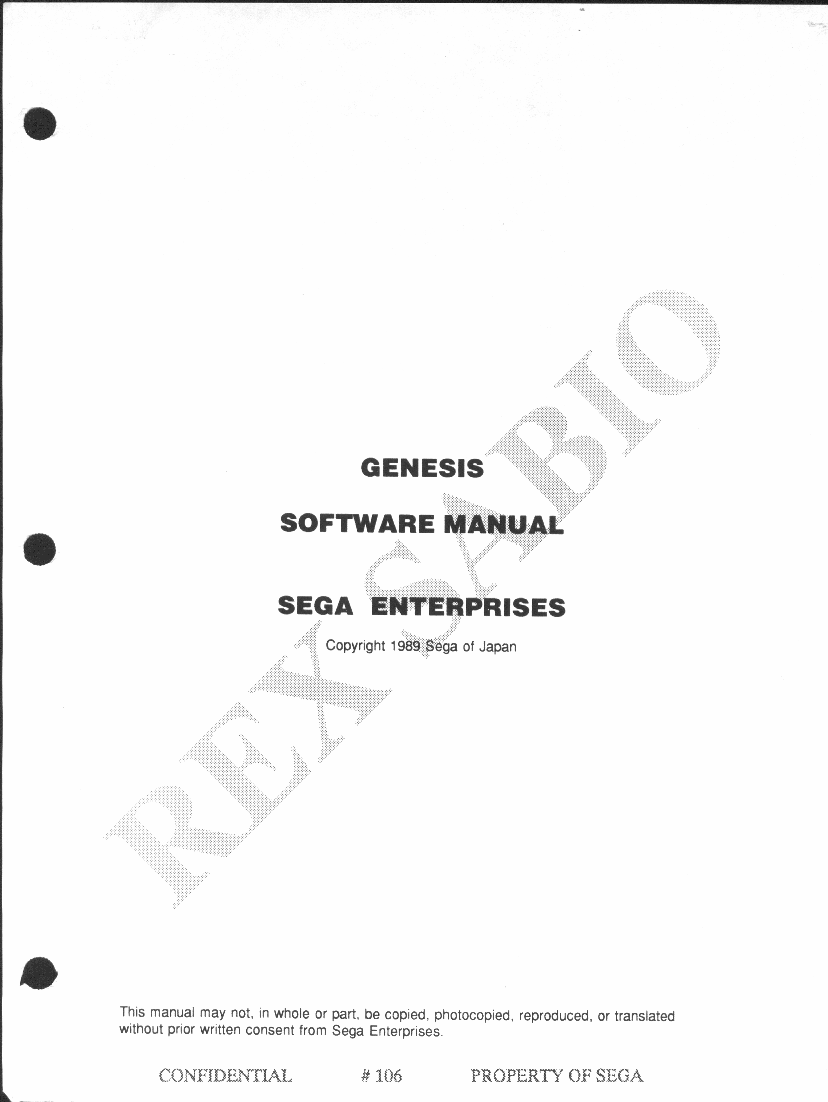 GENESIS
SOFTWARE MANUAL
SEGA ENTERPRISES
Copyright 1989 Sega of Japan
REX SABIO
This manual may not, in whole or part, be copied, photocopied, reproduced, or translated
without prior written consent from Sega Enterprises.
CONFIDENTIAL # 106 PROPERTY OF SEGA